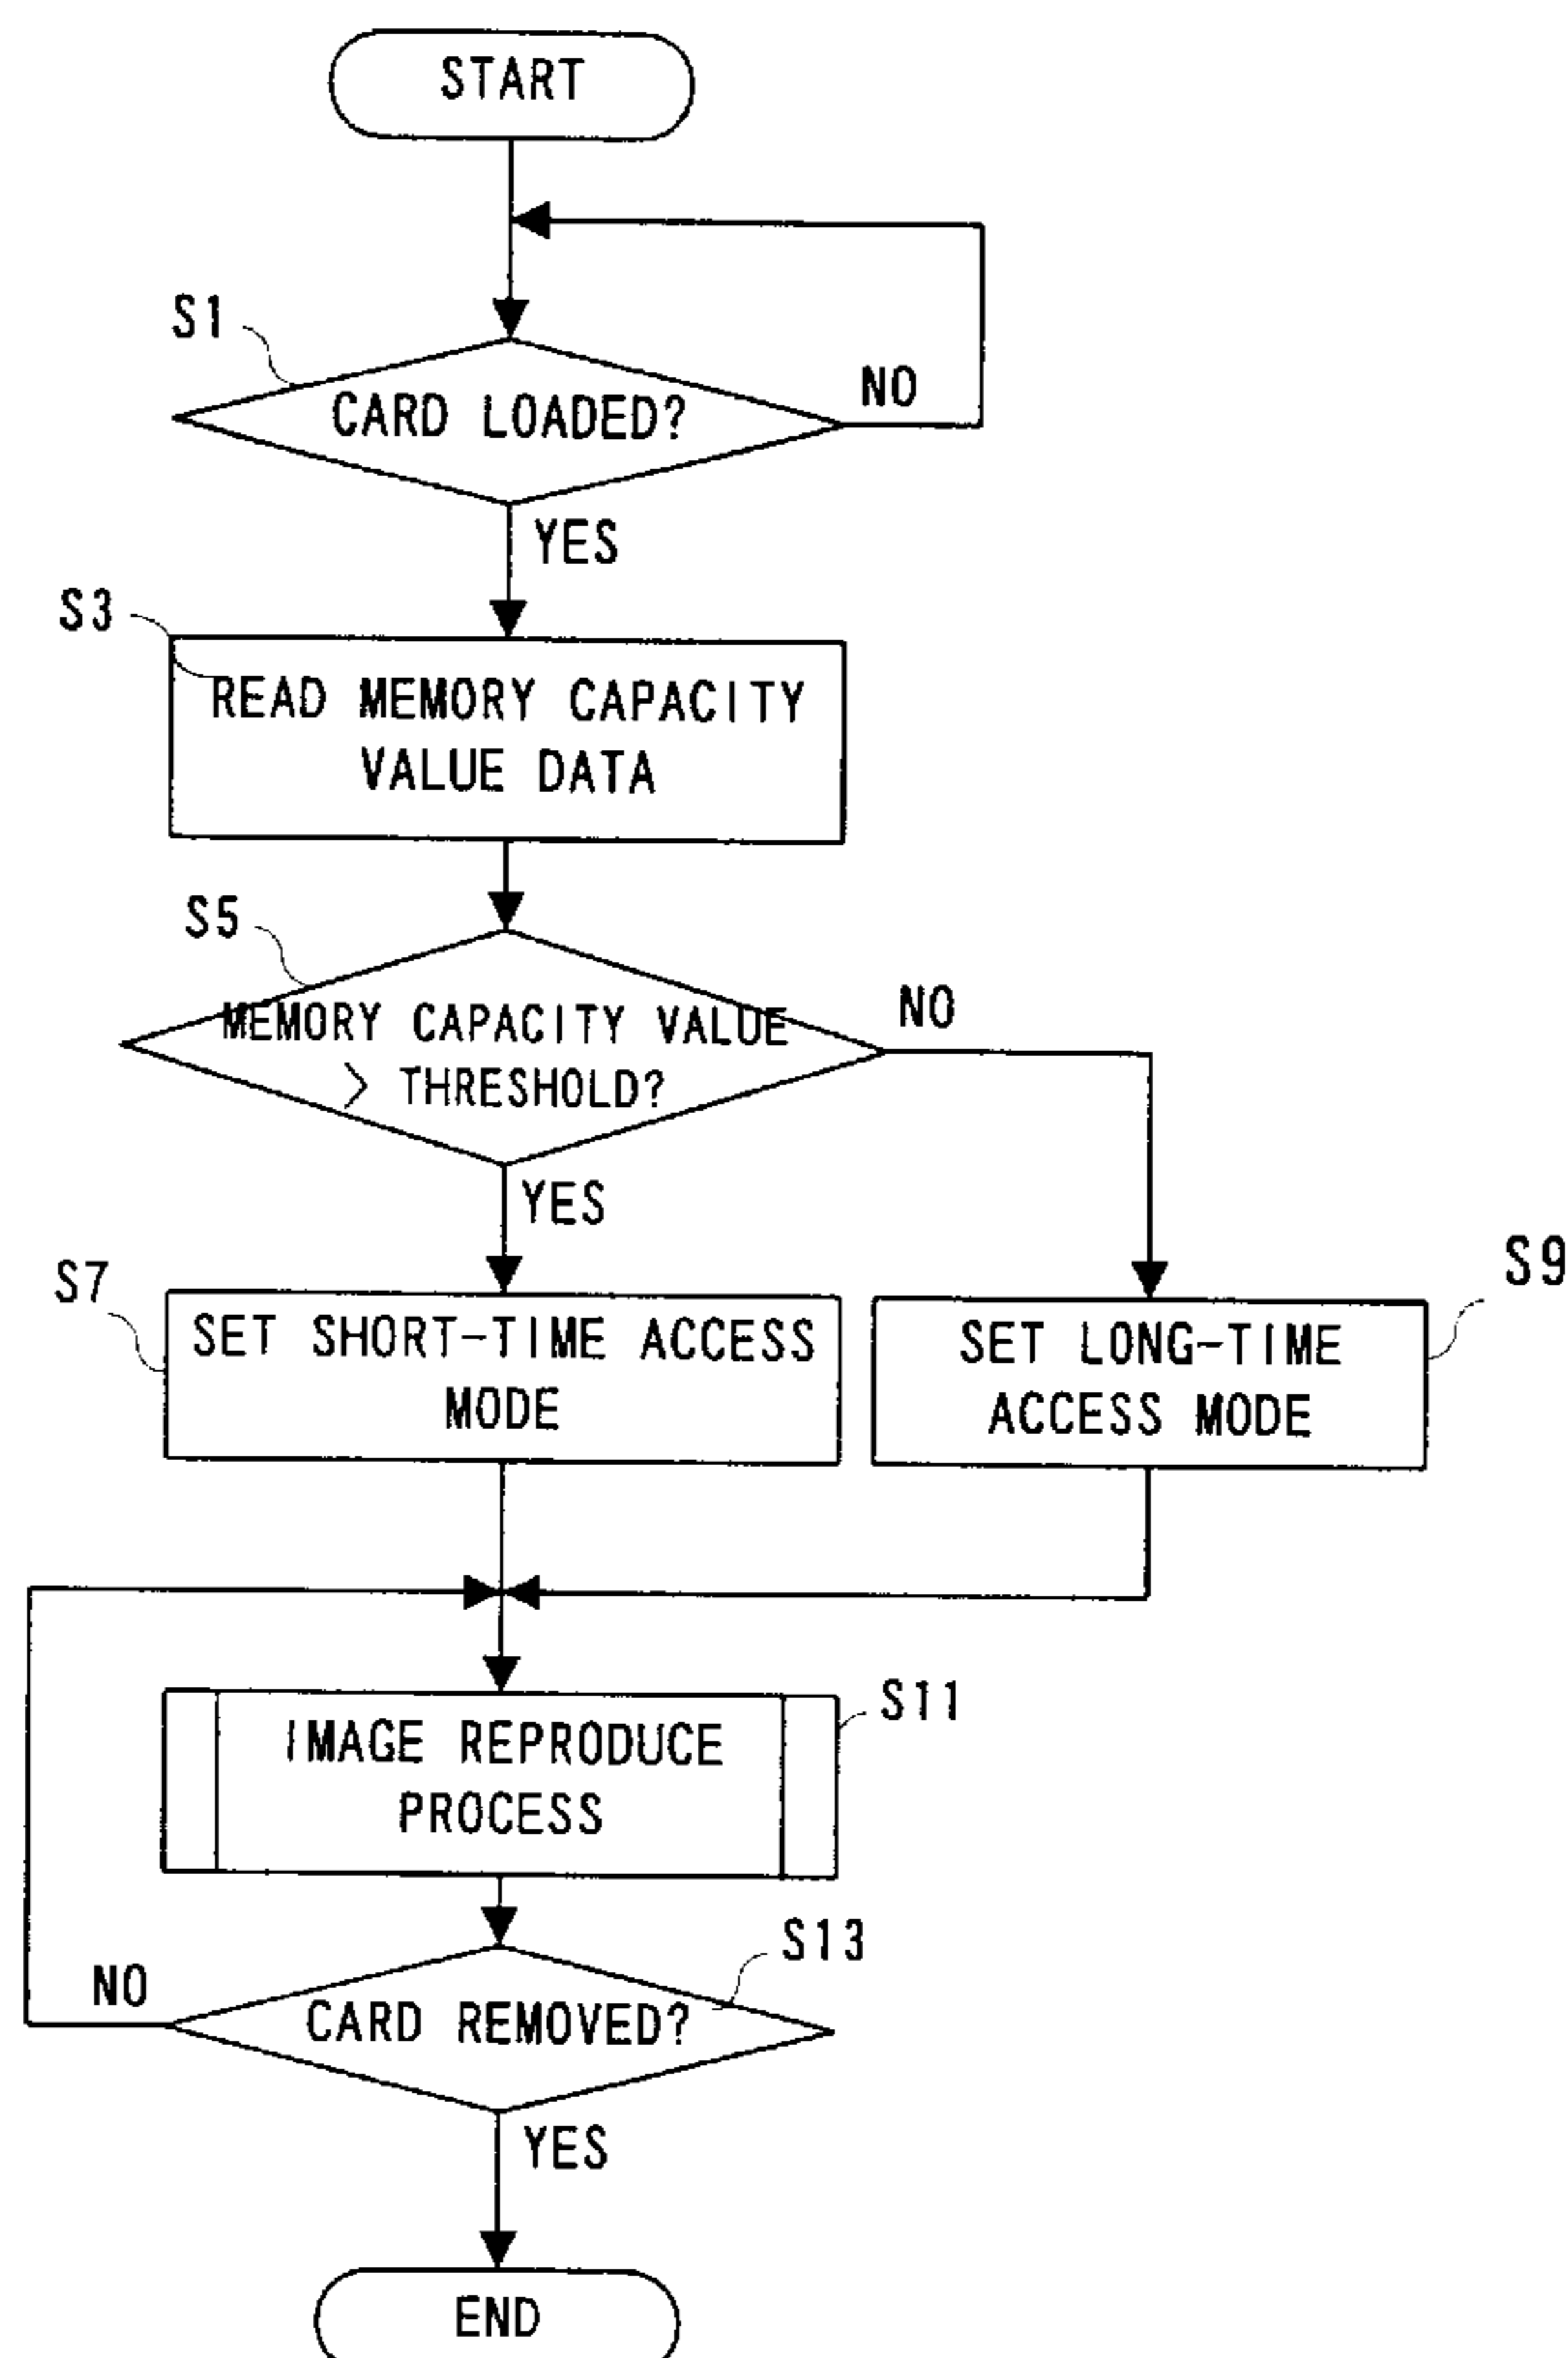 START
S1
CARD LOADED?
NO
YES
S3
READ MEMORY CAPACITY
VALUE DATA
S5
MEMORY CAPACITY VALUE
> THRESHOLD?
NO
YES
S7
SET SHORT-TIME ACCESS
MODE
S9
SET LONG-TIME
ACCESS MODE
S11
IMAGE REPRODUCE
PROCESS
S13
NO
CARD REMOVED?
YES
END